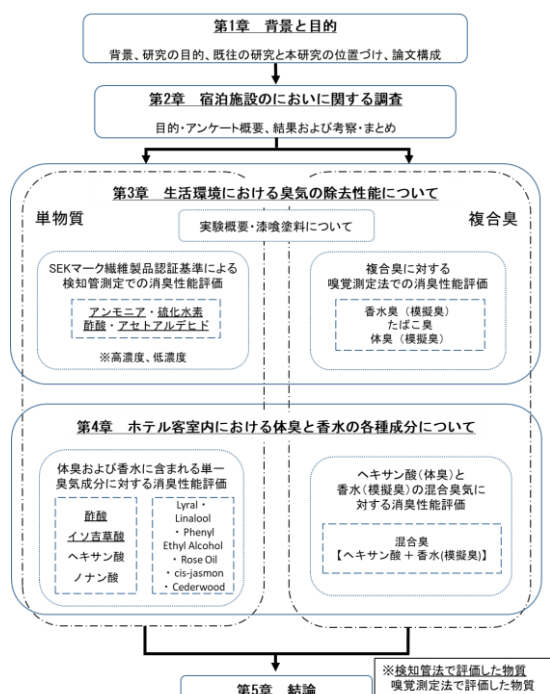 第1章　背景と目的
背景、研究の目的、既往の研究と本研究の位置づけ、論文構成
第2章　宿泊施設のにおいに関する調査
目的・アンケート概要、結果および考察・まとめ
第3章　生活環境における臭気の除去性能について
単物質
複合臭
実験概要・漆喰塗料について
SEKマーク繊維製品認証基準による
検知管測定での消臭性能評価
アンモニア・硫化水素
酢酸・アセトアルデヒド
※高濃度、低濃度
複合臭に対する
嗅覚測定法での消臭性能評価
香水臭（模擬臭）
たばこ臭
体臭（模擬臭）
第4章　ホテル客室内における体臭と香水の各種成分について
体臭および香水に含まれる単一
臭気成分に対する消臭性能評価
酢酸
イソ吉草酸
ヘキサン酸
ノナン酸
Lyral・
Linalool
・Phenyl
Ethyl Alcohol
・Rose Oil
・cis-jasmon
・Cederwood
ヘキサン酸（体臭）と
香水（模擬臭）の混合臭気に
対する消臭性能評価
混合臭
【ヘキサン酸＋香水(模擬臭)】
第5章　結論
※検知管法で評価した物質
嗅覚測定法で評価した物質